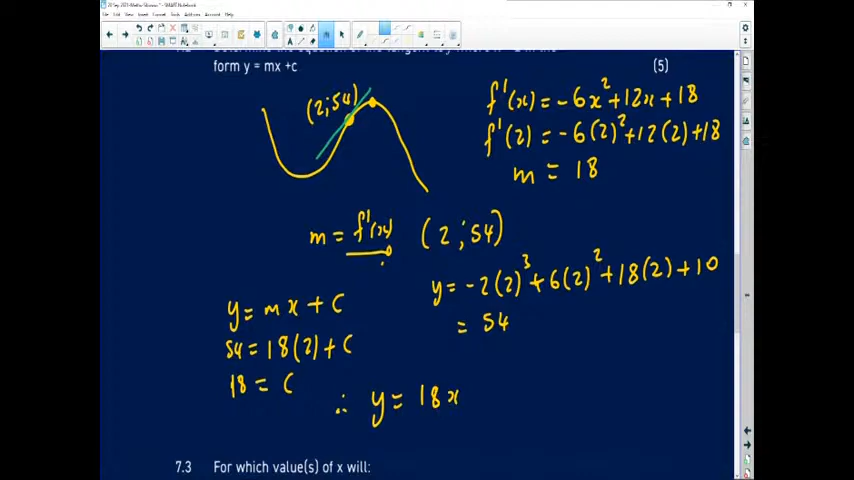 form y = mx +c
(5)
(2;54)
f'(x) = -6x²+12x+18
f'(2) = -6(2)²+12(2)+18
m = 18
m = f'(x) (2;54)
y = -2(2)³+6(2)²+18(2)+10
= 54
y = mx + c
54 = 18(2) + c
18 = c
∴ y = 18x
7.3 For which value(s) of x will: